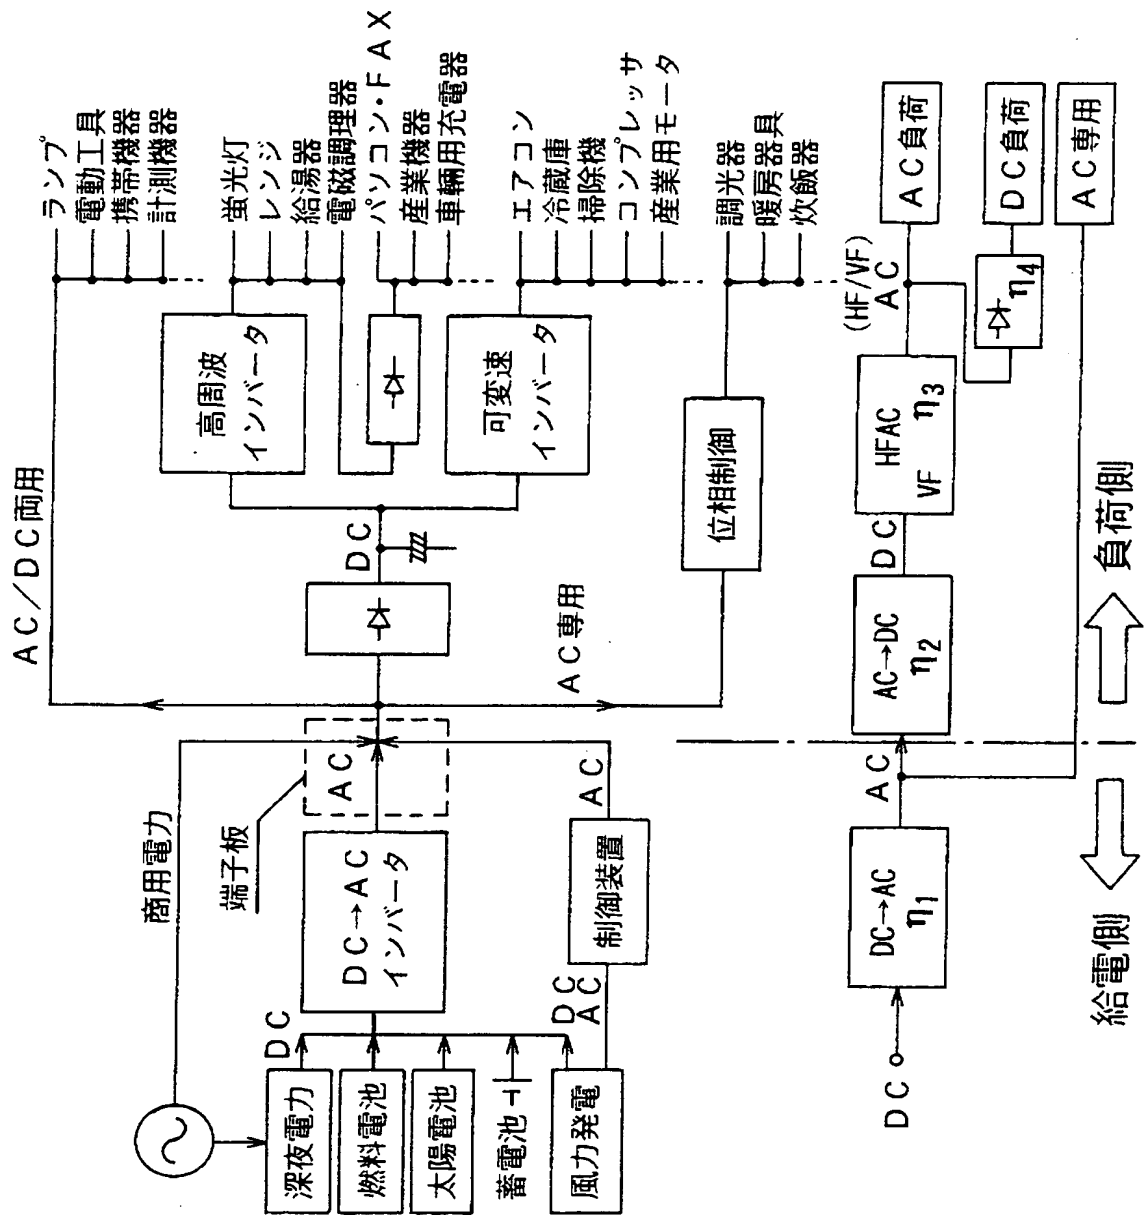 AC/DC両用
ランプ
電動工具
携帯機器
計測機器
商用電力
端子板
深夜電力
燃料電池
太陽電池
蓄電池
風力発電
DC
DC→AC
インバータ
AC
DC
AC
制御装置
AC
AC専用
DC
高周波
インバータ
可変速
インバータ
蛍光灯
レンジ
給湯器
電磁調理器
パソコン・FAX
産業機器
車輛用充電器
エアコン
冷蔵庫
掃除機
コンプレッサ
産業用モータ
位相制御
調光器
暖房器具
炊飯器
DC
DC→AC
η1
AC
AC→DC
η2
DC
HFAC
VF η3
(HF/VF)
AC
η4
AC負荷
DC負荷
AC専用
給電側
負荷側